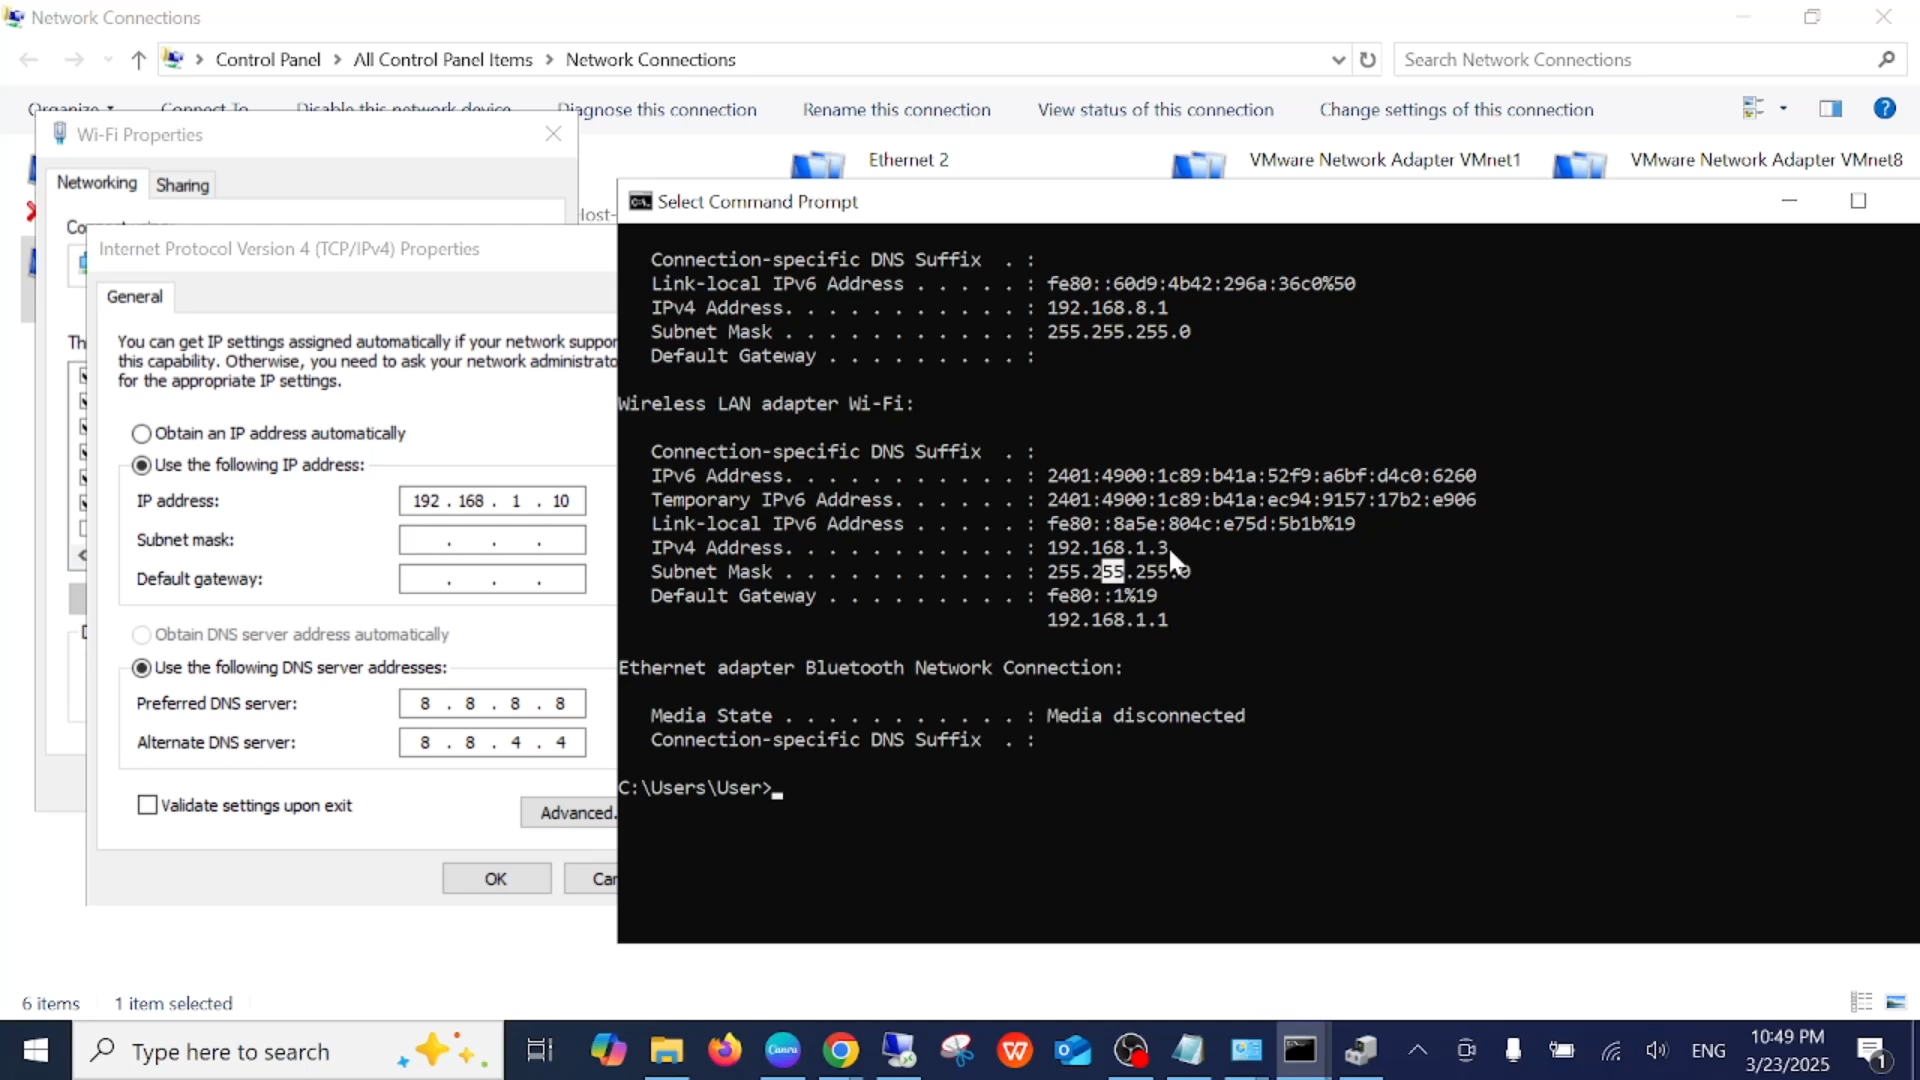 Network Connections
Control Panel > All Control Panel Items > Network Connections
Search Network Connections
Organize Connect To Disable this network device Diagnose this connection Rename this connection View status of this connection Change settings of this connection
Wi-Fi Properties
Networking Sharing
Ethernet 2
VMware Network Adapter VMnet1
VMware Network Adapter VMnet8
Internet Protocol Version 4 (TCP/IPv4) Properties
General
You can get IP settings assigned automatically if your network suppor
this capability. Otherwise, you need to ask your network administrato
for the appropriate IP settings.
Obtain an IP address automatically
Use the following IP address:
IP address: 192 . 168 . 1 . 10
Subnet mask: . . .
Default gateway: . . .
Obtain DNS server address automatically
Use the following DNS server addresses:
Preferred DNS server: 8 . 8 . 8 . 8
Alternate DNS server: 8 . 8 . 4 . 4
Validate settings upon exit
Advanced.
OK Can
Select Command Prompt
Connection-specific DNS Suffix . :
Link-local IPv6 Address . . . . . : fe80::60d9:4b42:296a:36c0%50
IPv4 Address. . . . . . . . . . . : 192.168.8.1
Subnet Mask . . . . . . . . . . . : 255.255.255.0
Default Gateway . . . . . . . . . :
Wireless LAN adapter Wi-Fi:
Connection-specific DNS Suffix . :
IPv6 Address. . . . . . . . . . . : 2401:4900:1c89:b41a:52f9:a6bf:d4c0:6260
Temporary IPv6 Address. . . . . . : 2401:4900:1c89:b41a:ec94:9157:17b2:e906
Link-local IPv6 Address . . . . . : fe80::8a5e:804c:e75d:5b1b%19
IPv4 Address. . . . . . . . . . . : 192.168.1.3
Subnet Mask . . . . . . . . . . . : 255.255.255.0
Default Gateway . . . . . . . . . : fe80::1%19
192.168.1.1
Ethernet adapter Bluetooth Network Connection:
Media State . . . . . . . . . . . : Media disconnected
Connection-specific DNS Suffix . :
C:\Users\User>
6 items 1 item selected
Type here to search
Canva
ENG
10:49 PM
3/23/2025
1